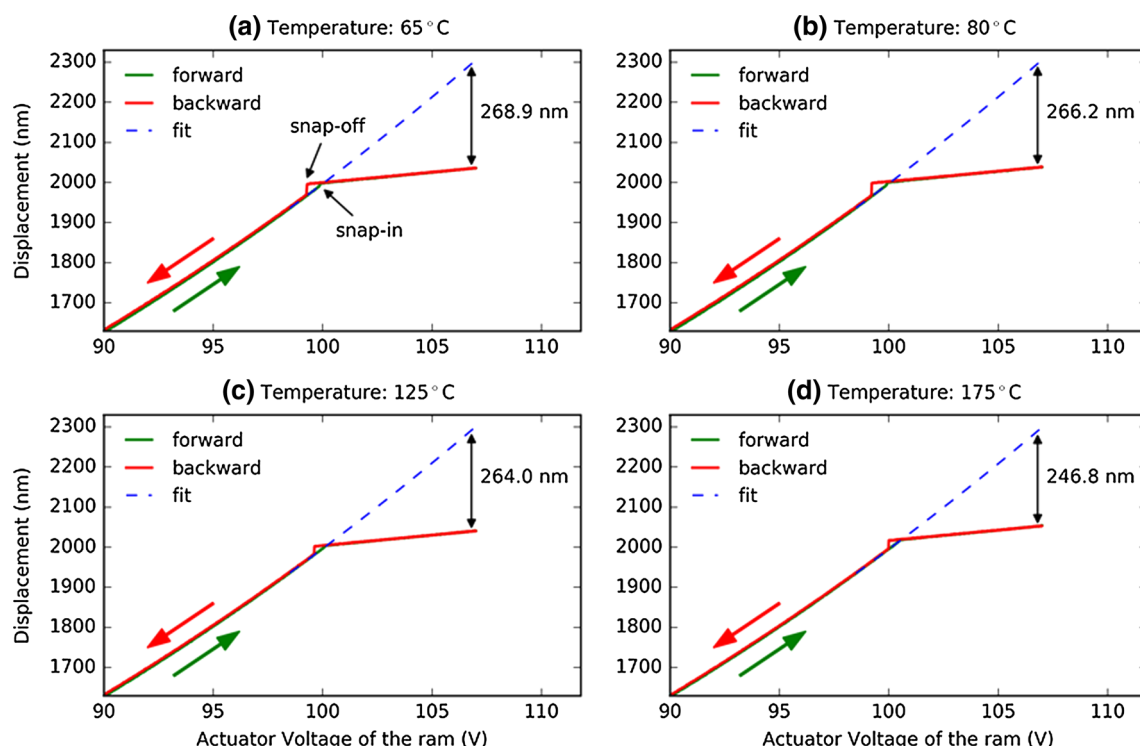 (a) Temperature: 65°C
2300
2200
2100
2000
1900
1800
1700
Displacement (nm)
forward
backward
fit
snap-off
snap-in
268.9 nm
90 95 100 105 110
(b) Temperature: 80°C
2300
2200
2100
2000
1900
1800
1700
forward
backward
fit
266.2 nm
90 95 100 105 110
(c) Temperature: 125°C
2300
2200
2100
2000
1900
1800
1700
Displacement (nm)
forward
backward
fit
264.0 nm
90 95 100 105 110
Actuator Voltage of the ram (V)
(d) Temperature: 175°C
2300
2200
2100
2000
1900
1800
1700
forward
backward
fit
246.8 nm
90 95 100 105 110
Actuator Voltage of the ram (V)